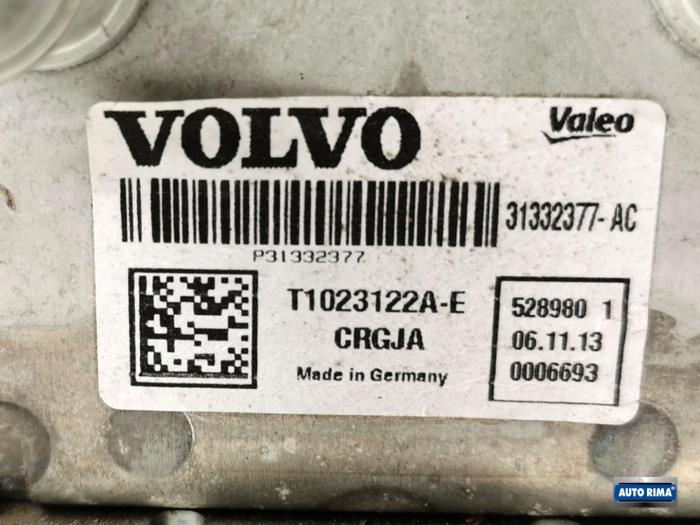 VOLVO
Valeo
31332377-AC
P31332377
T1023122A-E
CRGJA
Made in Germany
528980 1
06.11.13
0006693
AUTO RIMA®